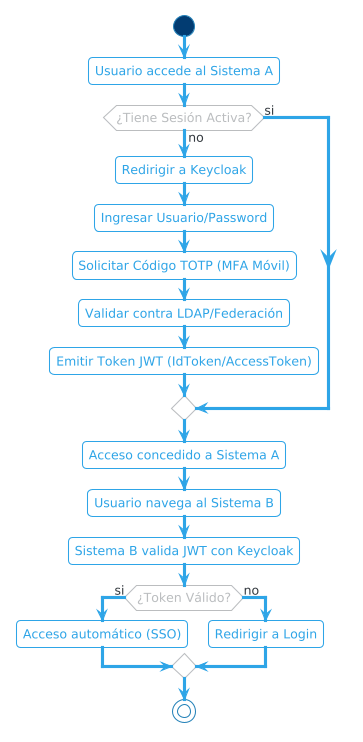 Usuario accede al Sistema A
¿Tiene Sesión Activa?
si
no
Redirigir a Keycloak
Ingresar Usuario/Password
Solicitar Código TOTP (MFA Móvil)
Validar contra LDAP/Federación
Emitir Token JWT (IdToken/AccessToken)
Acceso concedido a Sistema A
Usuario navega al Sistema B
Sistema B valida JWT con Keycloak
si
¿Token Válido?
no
Acceso automático (SSO)
Redirigir a Login